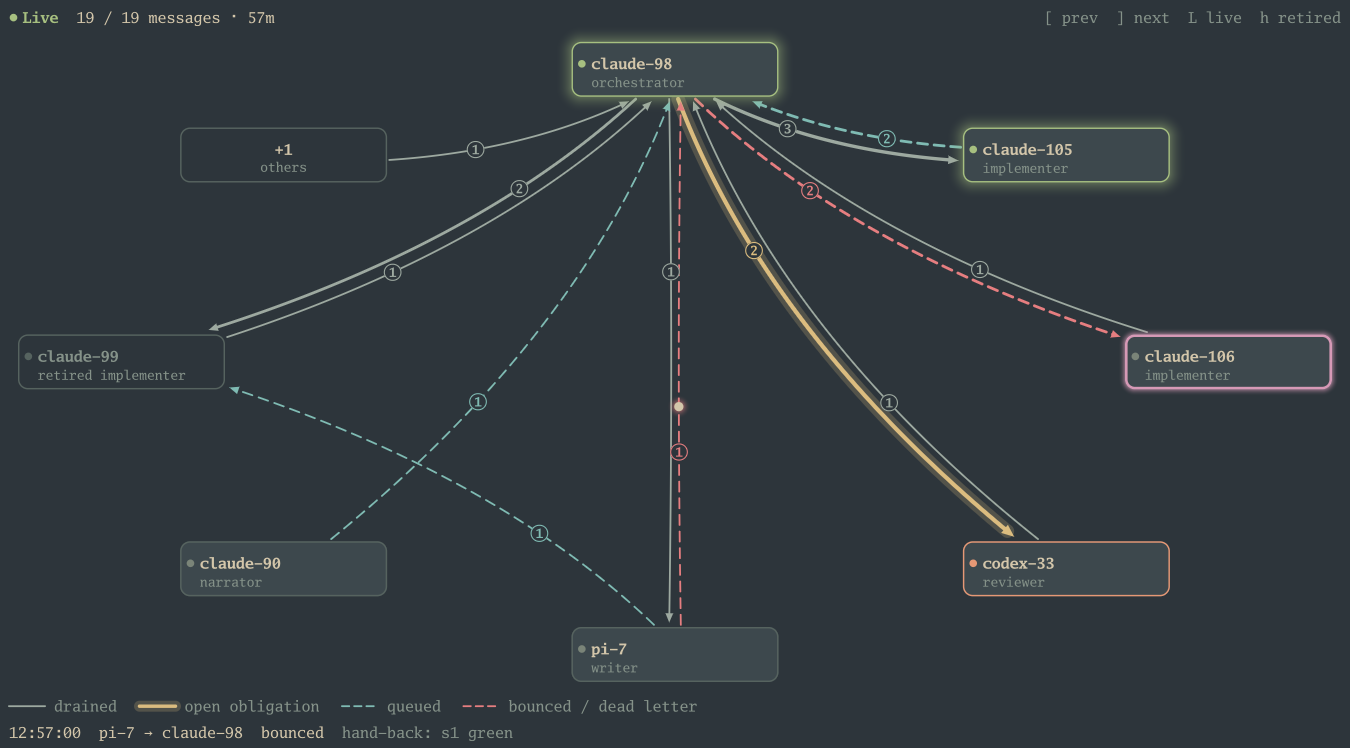 Live 19 / 19 messages · 57m
[ prev ] next L live h retired
claude-98
orchestrator
+1
others
1
3
2
claude-105
implementer
2
2
2
1
1
1
claude-99
retired implementer
claude-106
implementer
1
1
1
1
claude-90
narrator
codex-33
reviewer
pi-7
writer
drained open obligation queued bounced / dead letter
12:57:00 pi-7 → claude-98 bounced hand-back: s1 green